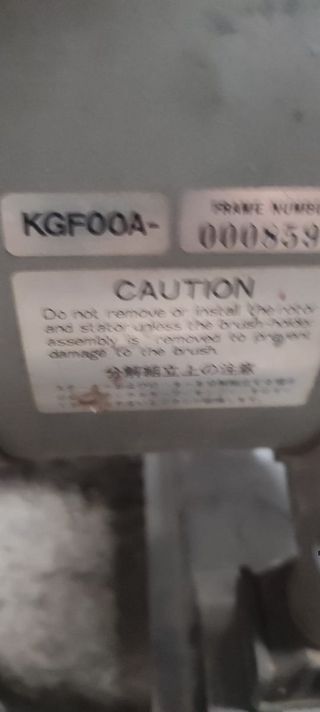 KGF00A-
FRAME NUMBE
000859
CAUTION
Do not remove or install the rotor
and stator unless the brush-holder
assembly is removed to prevent
damage to the brush.
分解組立上の注意